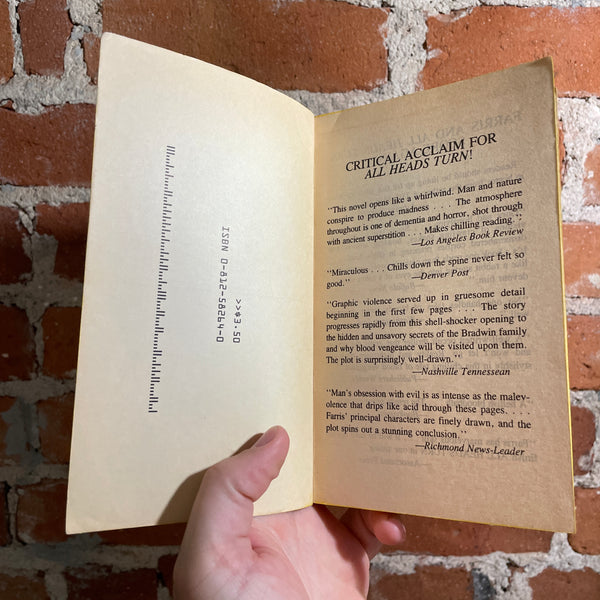 >>$3.50
ISBN 0-812-58264-0
CRITICAL ACCLAIM FOR
ALL HEADS TURN!
"This novel opens like a whirlwind. Man and nature
conspire to produce madness . . . The atmosphere
throughout is one of dementia and horror, shot through
with ancient superstition . . . Makes chilling reading."
—Los Angeles Book Review
"Miraculous . . . Chills down the spine never felt so
good."
—Denver Post
"Graphic violence served up in gruesome detail
beginning in the first few pages . . . The story
progresses rapidly from this shell-shocker opening to
the hidden and unsavory secrets of the Bradwin family
and why blood vengeance will be visited upon them.
The plot is surprisingly well-drawn."
—Nashville Tennessean
"Man's obsession with evil is as intense as the malev-
olence that drips like acid through these pages. . . .
Farris' principal characters are finely drawn, and the
plot spins out a stunning conclusion."
—Richmond News-Leader